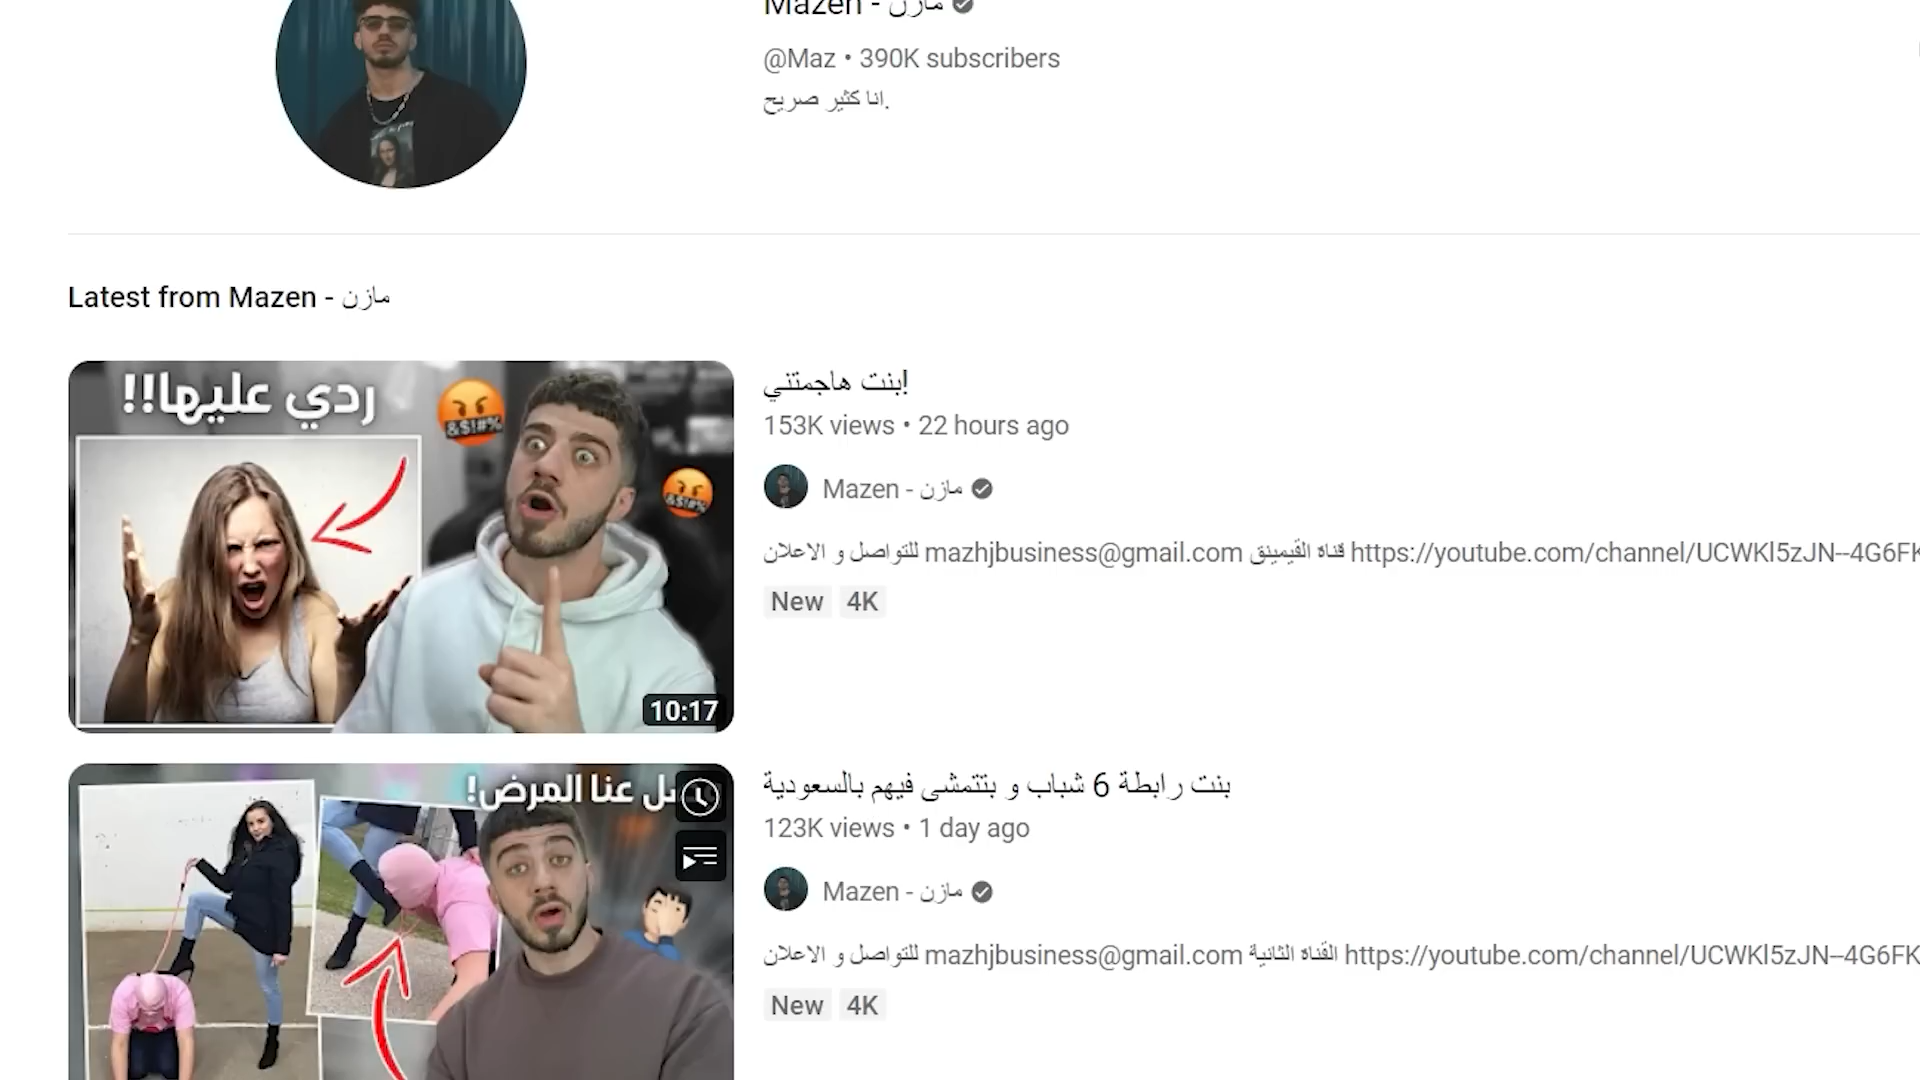 Mazen - مازن
@Maz • 390K subscribers
انا كثير صريح.
Latest from Mazen - مازن
ردي عليها!!
&$!#%
&$!#%
10:17
بنت هاجمتني!
153K views • 22 hours ago
Mazen - مازن
للتواصل و الاعلان mazhjbusiness@gmail.com قناة القيمينق https://youtube.com/channel/UCWKl5zJN--4G6FK
New 4K
عنا المرض!
بنت رابطة 6 شباب و بتتمشى فيهم بالسعودية
123K views • 1 day ago
Mazen - مازن
للتواصل و الاعلان mazhjbusiness@gmail.com القناة الثانية https://youtube.com/channel/UCWKl5zJN--4G6FK
New 4K